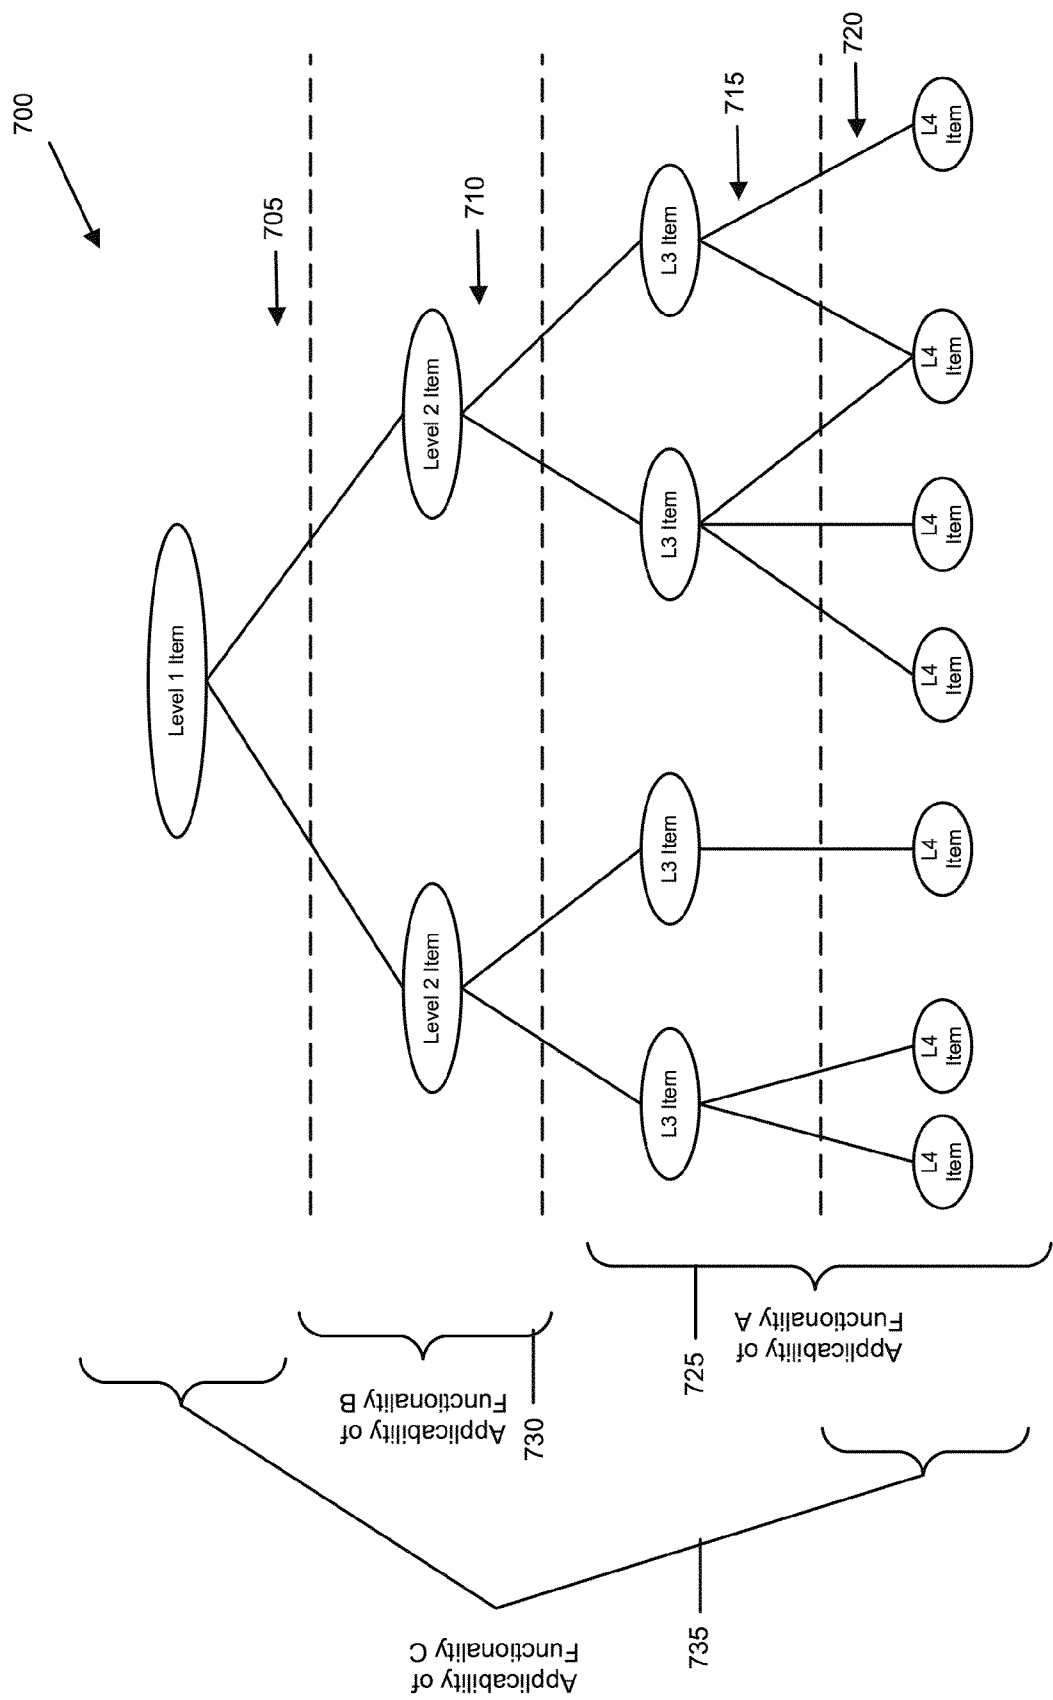 700
705
710
715
720
Level 1 Item
Level 2 Item
Level 2 Item
L3 Item
L3 Item
L3 Item
L3 Item
L4
Item
L4
Item
L4
Item
L4
Item
L4
Item
L4
Item
L4
Item
Applicability of
Functionality A
725
Applicability of
Functionality B
730
Applicability of
Functionality C
735